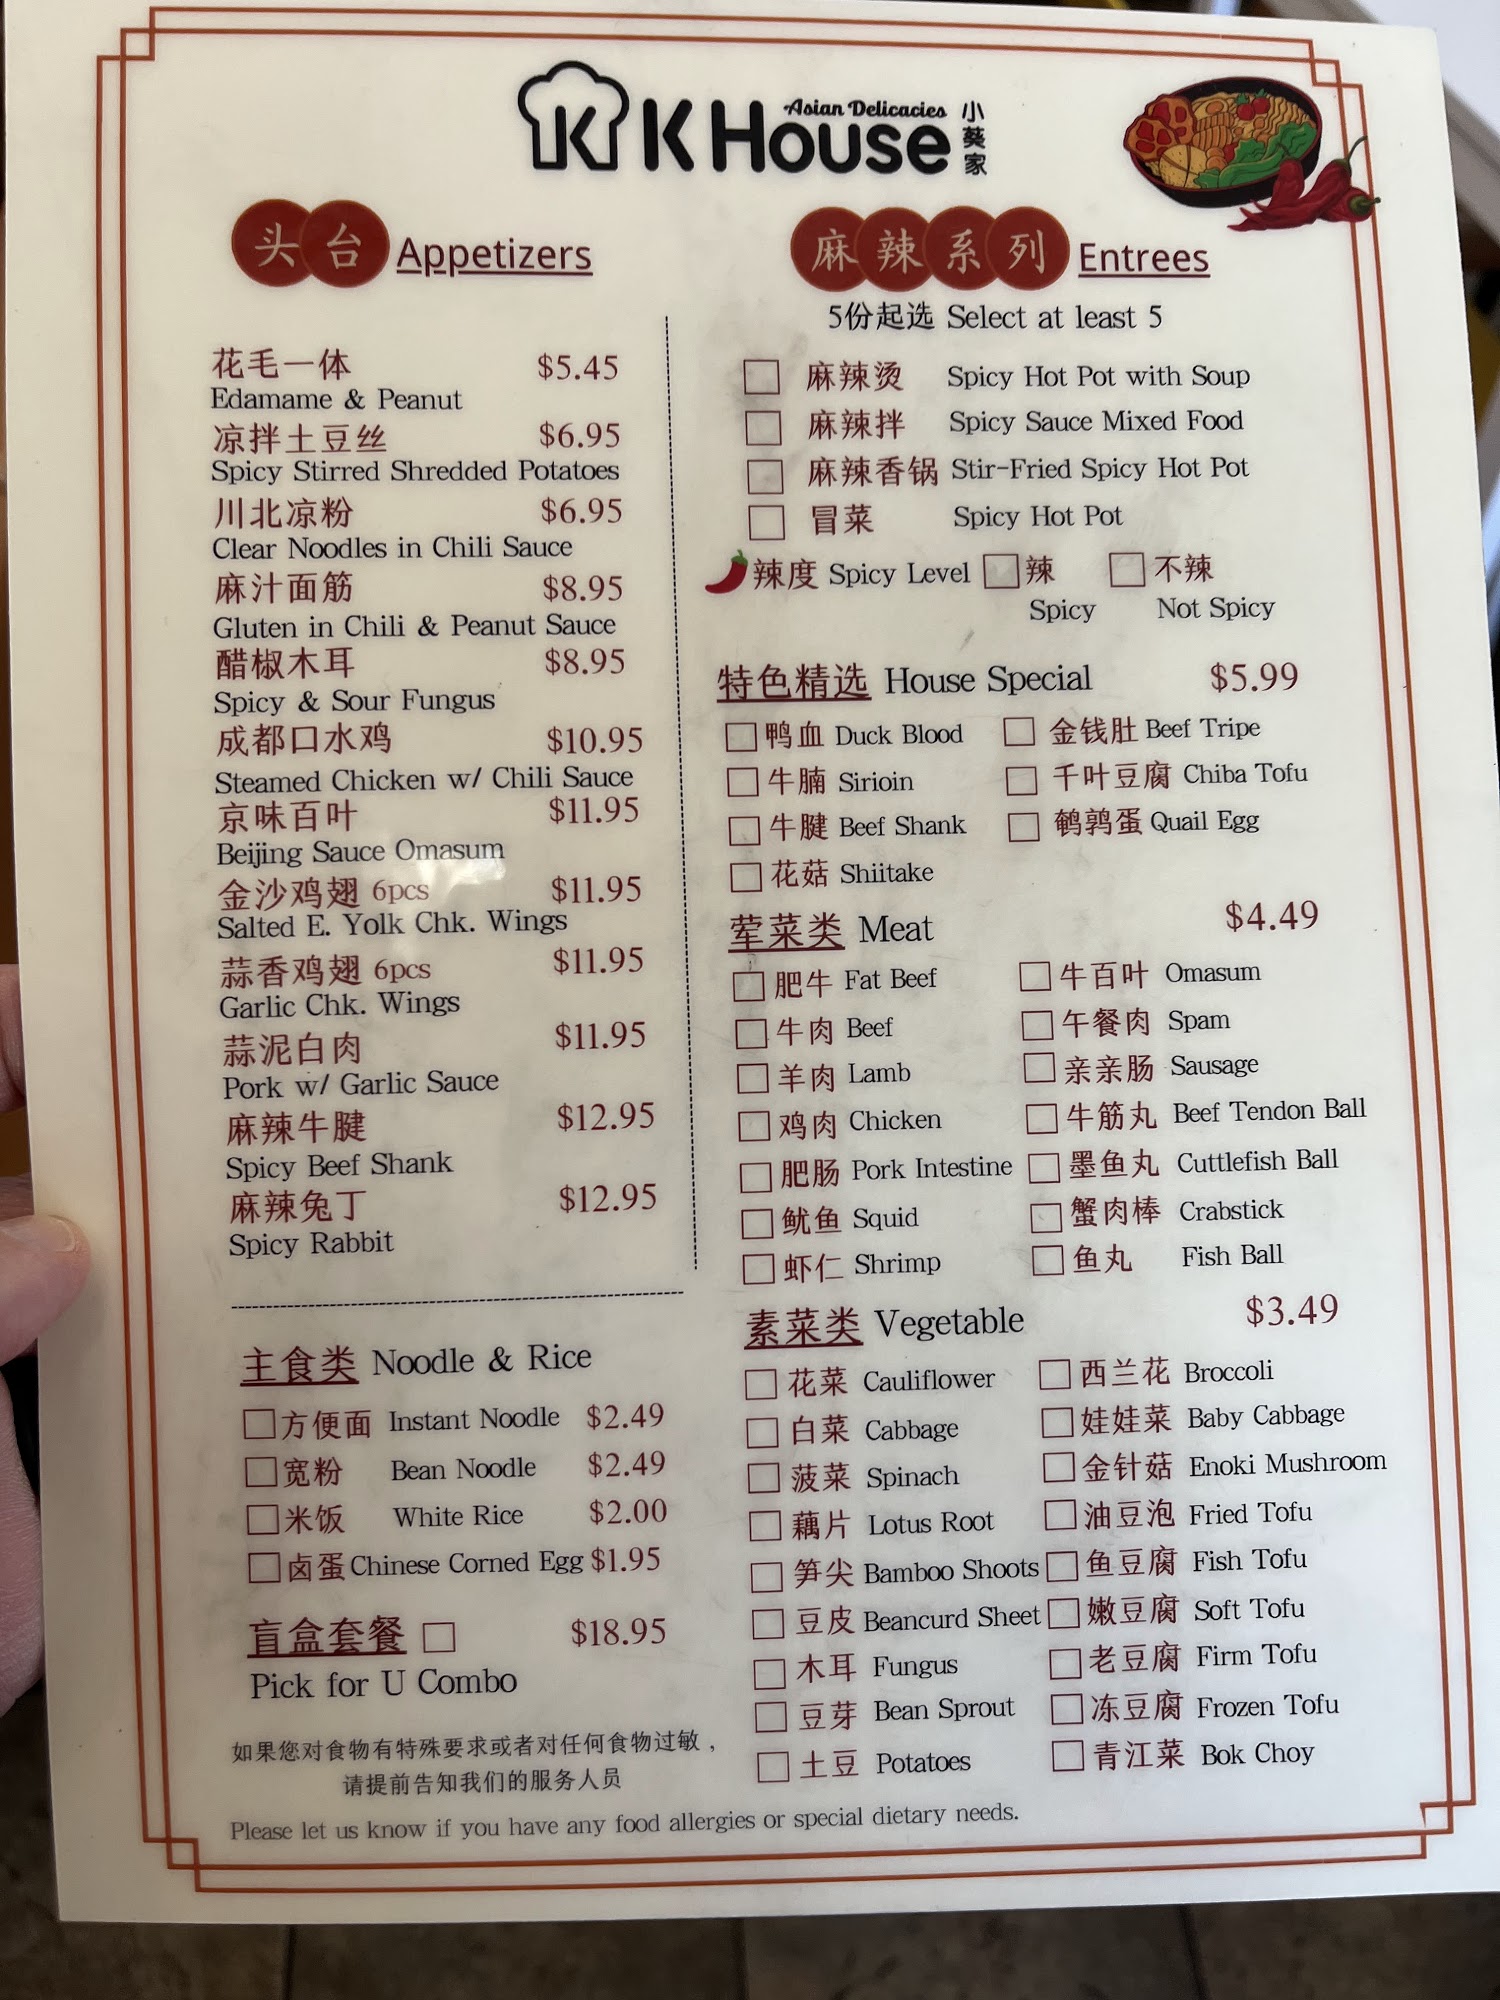 K
K House
Asian Delicacies
小葵家
头台 Appetizers
花毛一体 $5.45
Edamame & Peanut
凉拌土豆丝 $6.95
Spicy Stirred Shredded Potatoes
川北凉粉 $6.95
Clear Noodles in Chili Sauce
麻汁面筋 $8.95
Gluten in Chili & Peanut Sauce
醋椒木耳 $8.95
Spicy & Sour Fungus
成都口水鸡 $10.95
Steamed Chicken w/ Chili Sauce
京味百叶 $11.95
Beijing Sauce Omasum
金沙鸡翅 6pcs $11.95
Salted E. Yolk Chk. Wings
蒜香鸡翅 6pcs $11.95
Garlic Chk. Wings
蒜泥白肉 $11.95
Pork w/ Garlic Sauce
麻辣牛腱 $12.95
Spicy Beef Shank
麻辣兔丁 $12.95
Spicy Rabbit
主食类 Noodle & Rice
方便面 Instant Noodle $2.49
宽粉 Bean Noodle $2.49
米饭 White Rice $2.00
卤蛋 Chinese Corned Egg $1.95
盲盒套餐 $18.95
Pick for U Combo
麻辣系列 Entrees
5份起选 Select at least 5
麻辣烫 Spicy Hot Pot with Soup
麻辣拌 Spicy Sauce Mixed Food
麻辣香锅 Stir-Fried Spicy Hot Pot
冒菜 Spicy Hot Pot
辣度 Spicy Level 辣 不辣
Spicy Not Spicy
特色精选 House Special $5.99
鸭血 Duck Blood 金钱肚 Beef Tripe
牛腩 Sirioin 千叶豆腐 Chiba Tofu
牛腱 Beef Shank 鹌鹑蛋 Quail Egg
花菇 Shiitake
荤菜类 Meat $4.49
肥牛 Fat Beef 牛百叶 Omasum
牛肉 Beef 午餐肉 Spam
羊肉 Lamb 亲亲肠 Sausage
鸡肉 Chicken 牛筋丸 Beef Tendon Ball
肥肠 Pork Intestine 墨鱼丸 Cuttlefish Ball
鱿鱼 Squid 蟹肉棒 Crabstick
虾仁 Shrimp 鱼丸 Fish Ball
素菜类 Vegetable $3.49
花菜 Cauliflower 西兰花 Broccoli
白菜 Cabbage 娃娃菜 Baby Cabbage
菠菜 Spinach 金针菇 Enoki Mushroom
藕片 Lotus Root 油豆泡 Fried Tofu
笋尖 Bamboo Shoots 鱼豆腐 Fish Tofu
豆皮 Beancurd Sheet 嫩豆腐 Soft Tofu
木耳 Fungus 老豆腐 Firm Tofu
豆芽 Bean Sprout 冻豆腐 Frozen Tofu
土豆 Potatoes 青江菜 Bok Choy
如果您对食物有特殊要求或者对任何食物过敏，
请提前告知我们的服务人员
Please let us know if you have any food allergies or special dietary needs.